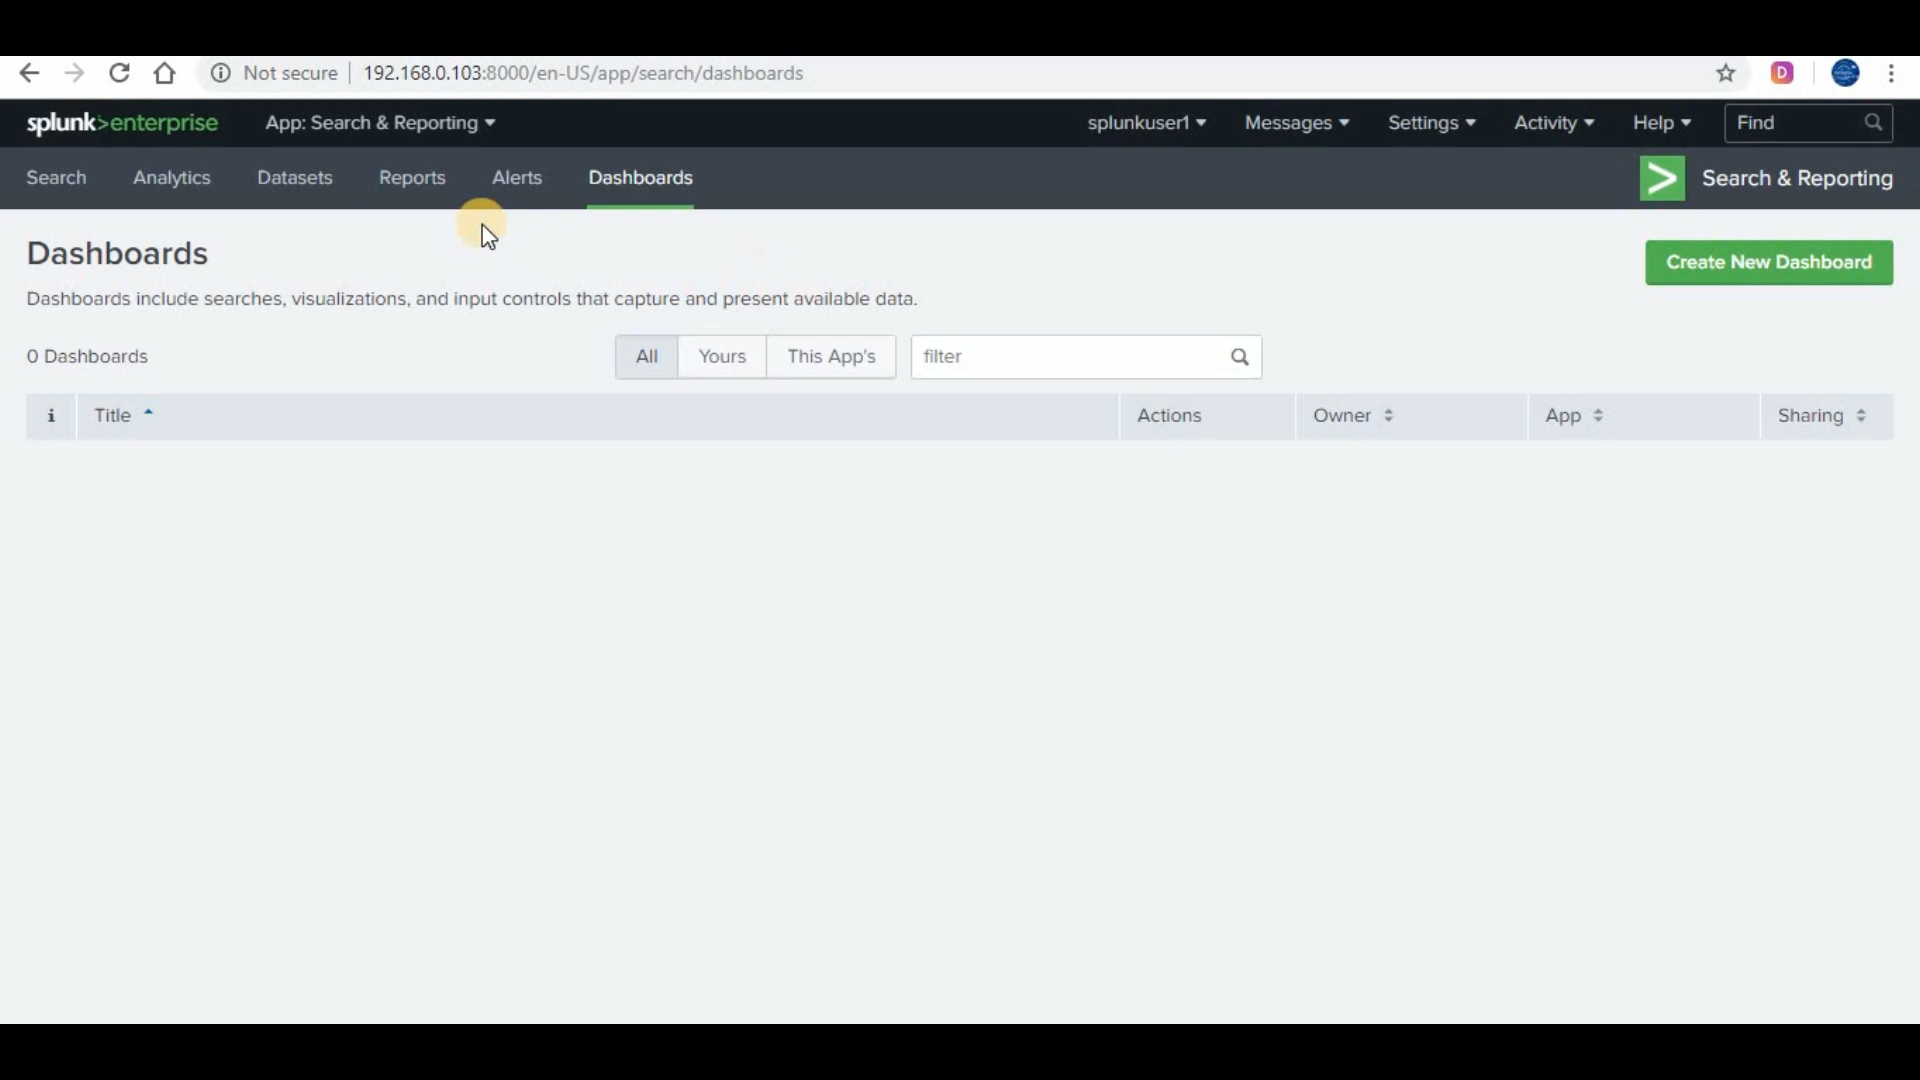 Not secure 192.168.0.103:8000/en-US/app/search/dashboards D
splunk>enterprise App: Search & Reporting splunkuser1 Messages Settings Activity Help Find
Search Analytics Datasets Reports Alerts Dashboards > Search & Reporting
Dashboards
Create New Dashboard
Dashboards include searches, visualizations, and input controls that capture and present available data.
0 Dashboards All Yours This App's filter
i Title Actions Owner App Sharing